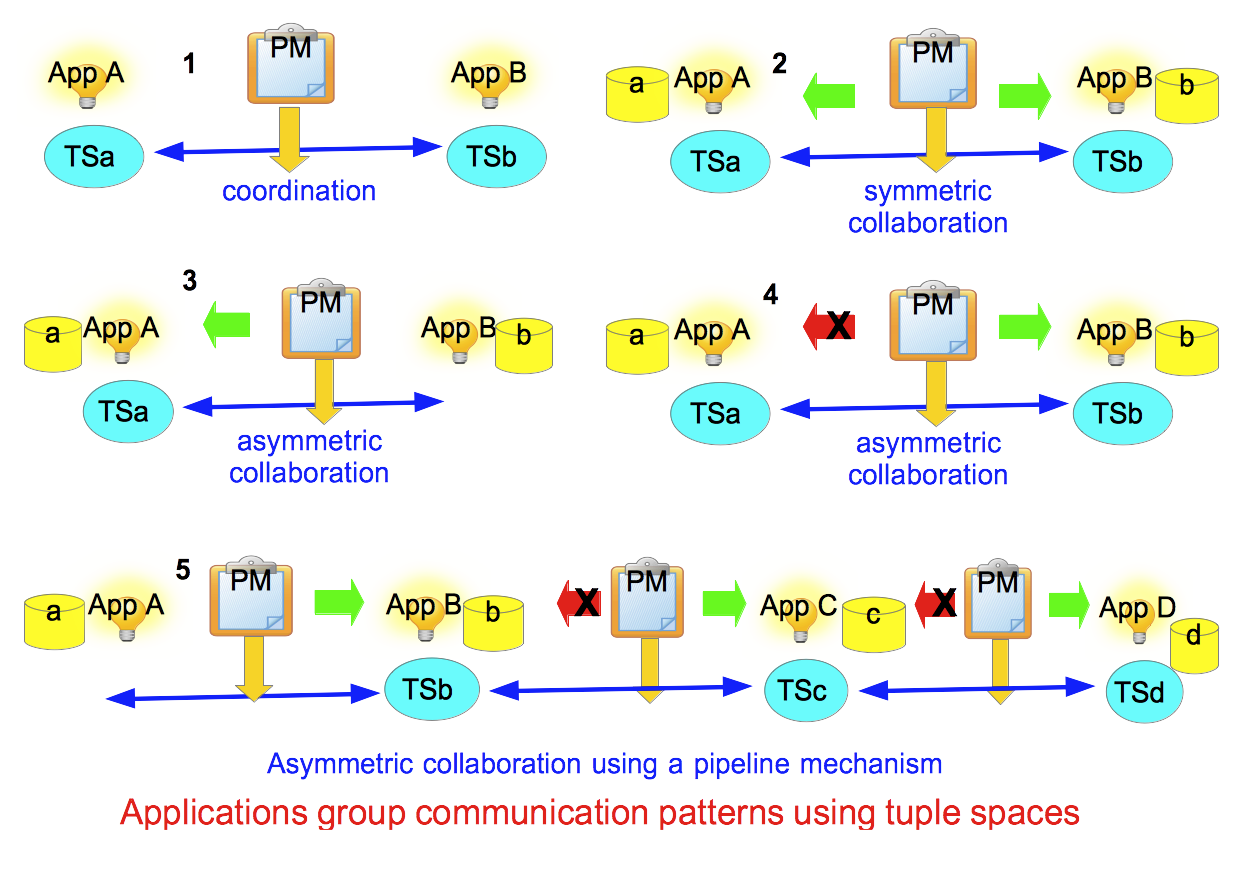 1
PM
App A
App B
TSa
TSb
coordination
2
PM
a
App A
App B
b
TSa
TSb
symmetric
collaboration
3
PM
a
App A
App B
b
TSa
asymmetric
collaboration
4
PM
a
App A
X
App B
b
TSa
TSb
asymmetric
collaboration
5
a
App A
PM
App B
b
X
PM
App C
c
X
PM
App D
d
TSb
TSc
TSd
Asymmetric collaboration using a pipeline mechanism
Applications group communication patterns using tuple spaces